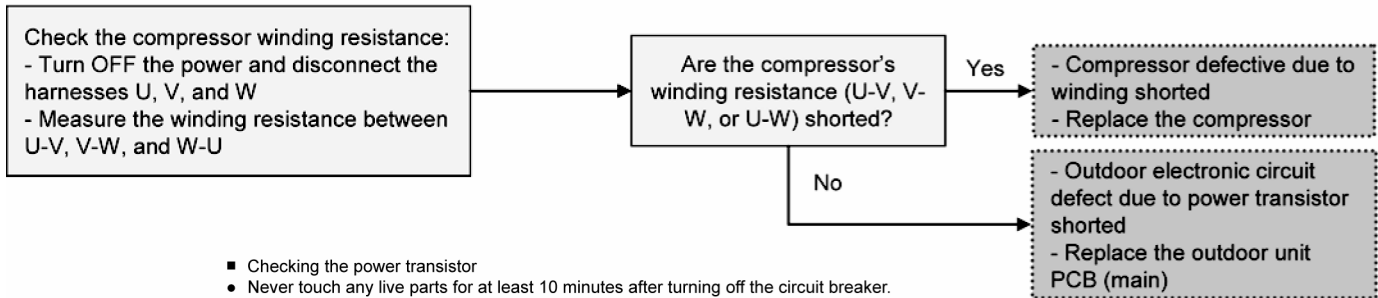 Check the compressor winding resistance:
- Turn OFF the power and disconnect the
harnesses U, V, and W
- Measure the winding resistance between
U-V, V-W, and W-U
Are the compressor's
winding resistance (U-V, V-
W, or U-W) shorted?
Yes
- Compressor defective due to
winding shorted
- Replace the compressor
No
- Outdoor electronic circuit
defect due to power transistor
shorted
- Replace the outdoor unit
PCB (main)
■ Checking the power transistor
● Never touch any live parts for at least 10 minutes after turning off the circuit breaker.